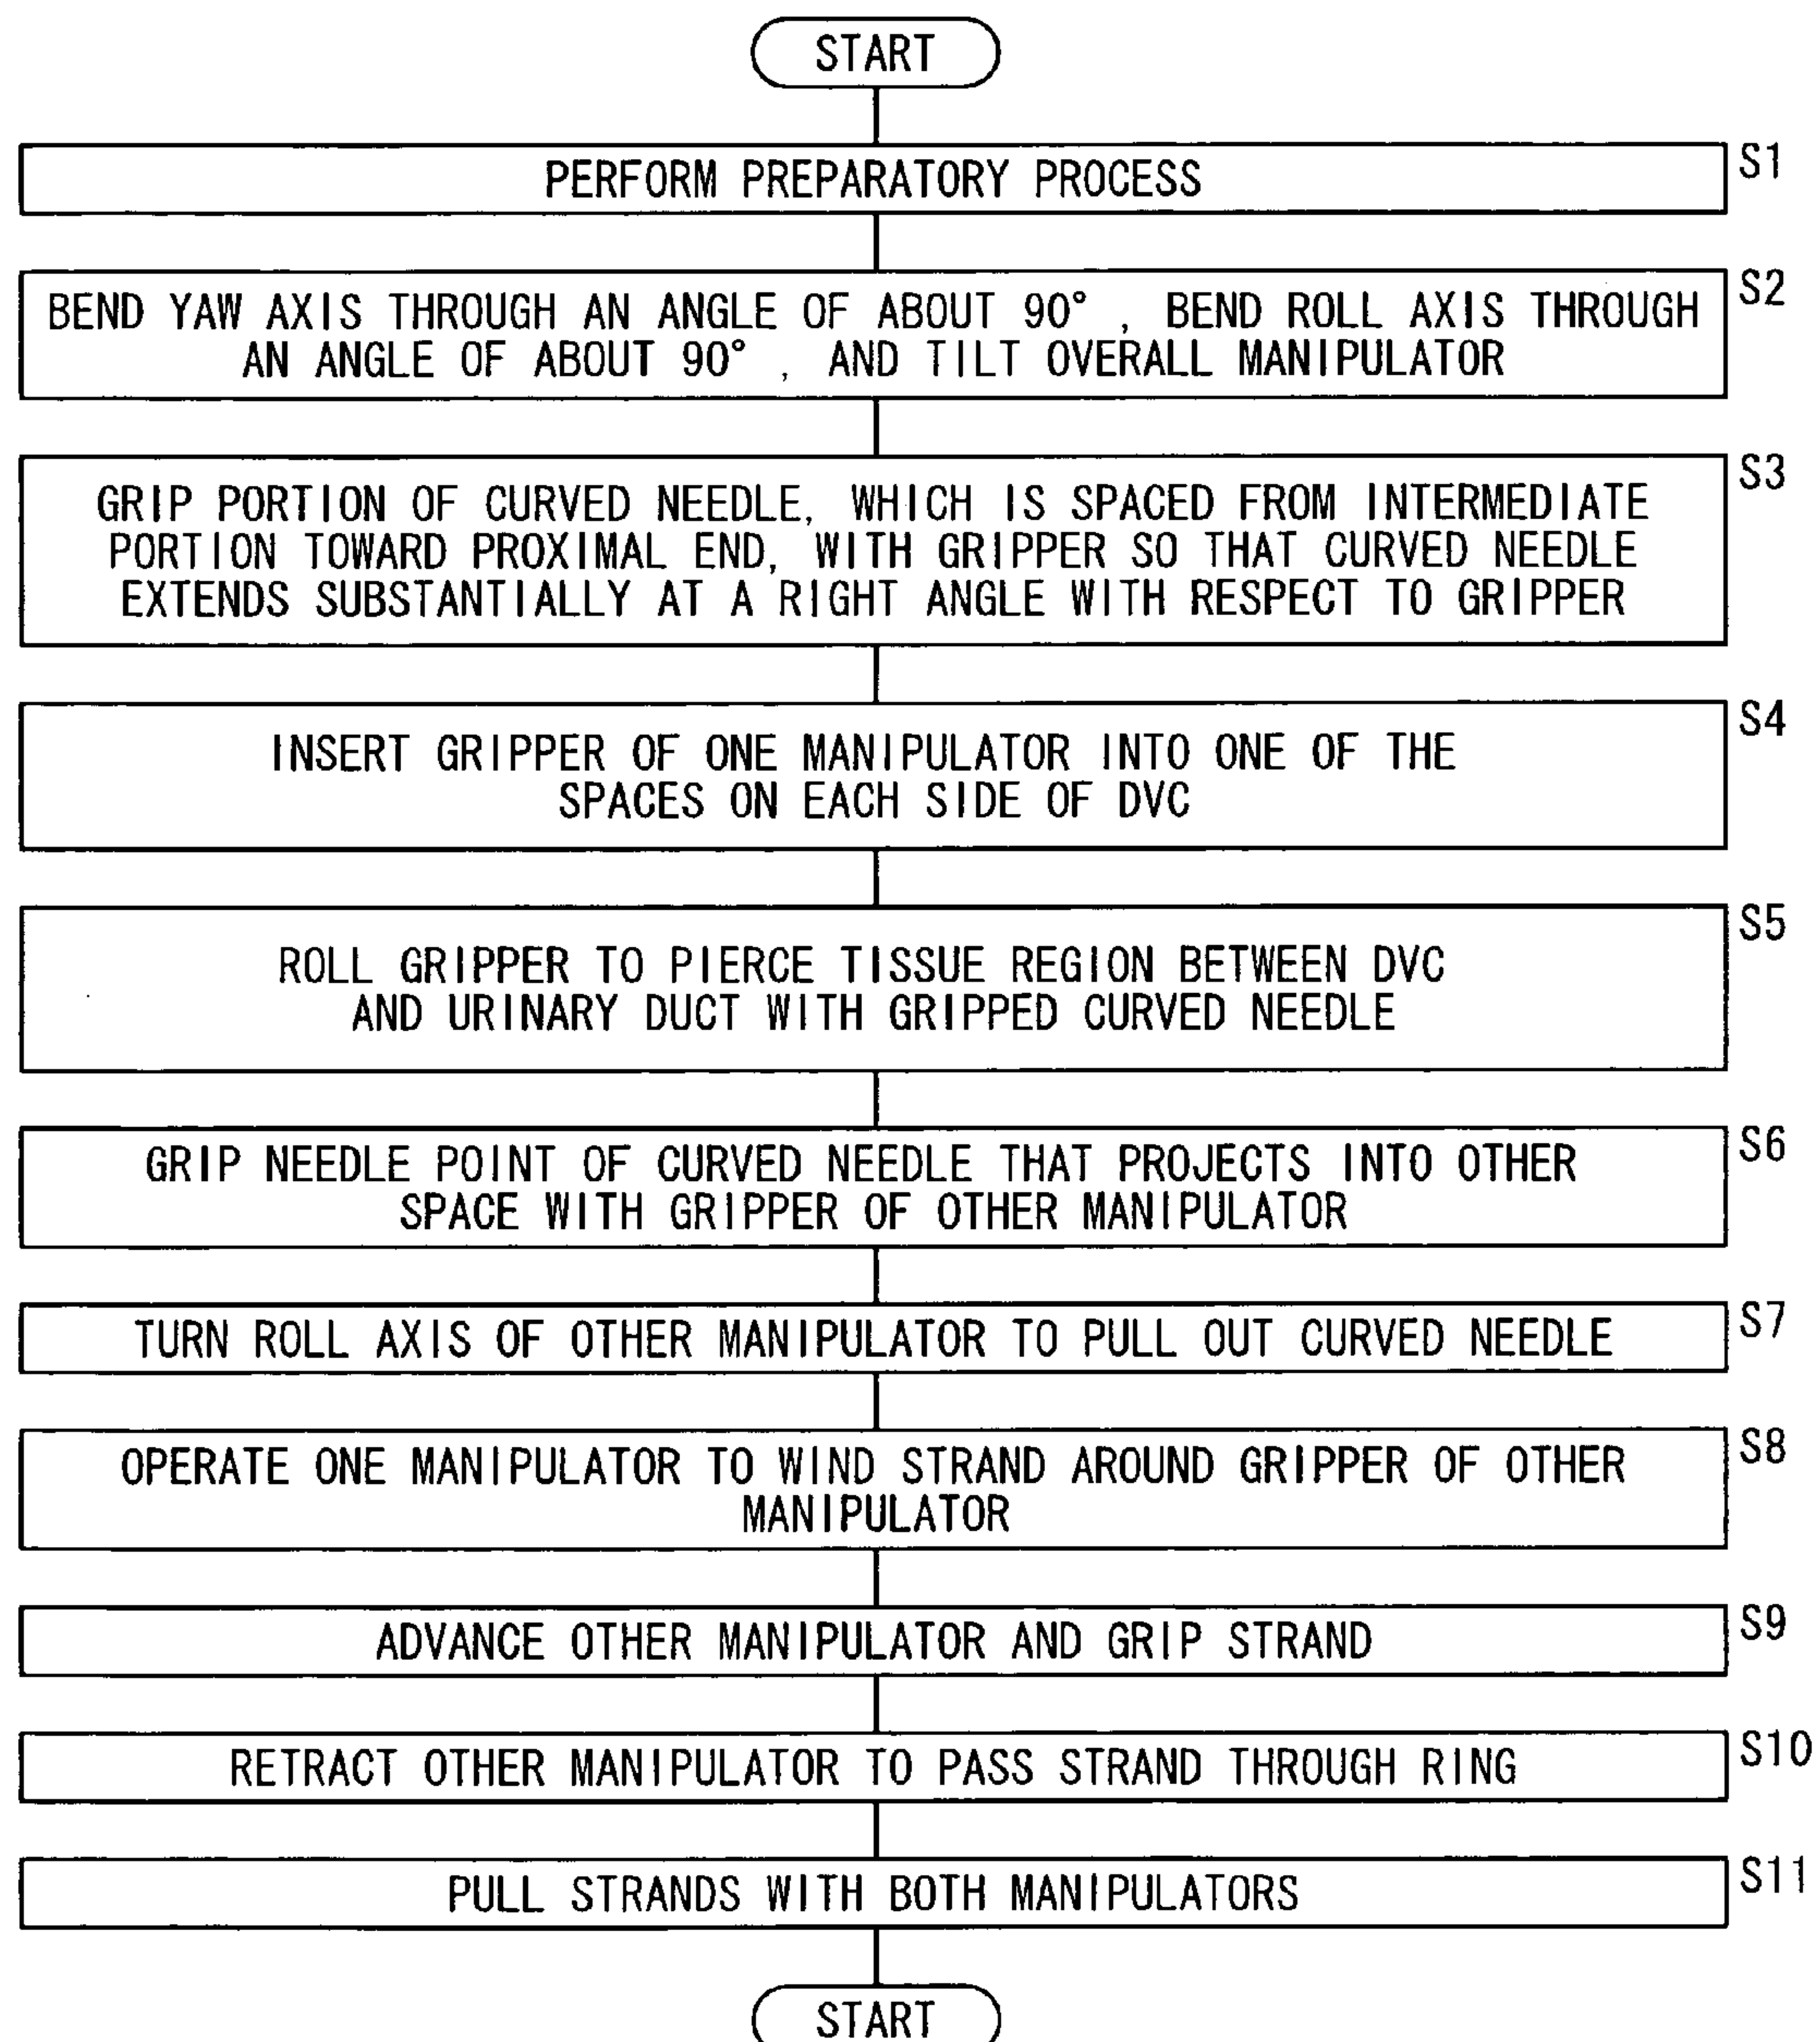 START
S1
PERFORM PREPARATORY PROCESS
S2
BEND YAW AXIS THROUGH AN ANGLE OF ABOUT 90° , BEND ROLL AXIS THROUGH
AN ANGLE OF ABOUT 90° , AND TILT OVERALL MANIPULATOR
S3
GRIP PORTION OF CURVED NEEDLE, WHICH IS SPACED FROM INTERMEDIATE
PORTION TOWARD PROXIMAL END, WITH GRIPPER SO THAT CURVED NEEDLE
EXTENDS SUBSTANTIALLY AT A RIGHT ANGLE WITH RESPECT TO GRIPPER
S4
INSERT GRIPPER OF ONE MANIPULATOR INTO ONE OF THE
SPACES ON EACH SIDE OF DVC
S5
ROLL GRIPPER TO PIERCE TISSUE REGION BETWEEN DVC
AND URINARY DUCT WITH GRIPPED CURVED NEEDLE
S6
GRIP NEEDLE POINT OF CURVED NEEDLE THAT PROJECTS INTO OTHER
SPACE WITH GRIPPER OF OTHER MANIPULATOR
S7
TURN ROLL AXIS OF OTHER MANIPULATOR TO PULL OUT CURVED NEEDLE
S8
OPERATE ONE MANIPULATOR TO WIND STRAND AROUND GRIPPER OF OTHER
MANIPULATOR
S9
ADVANCE OTHER MANIPULATOR AND GRIP STRAND
S10
RETRACT OTHER MANIPULATOR TO PASS STRAND THROUGH RING
S11
PULL STRANDS WITH BOTH MANIPULATORS
START